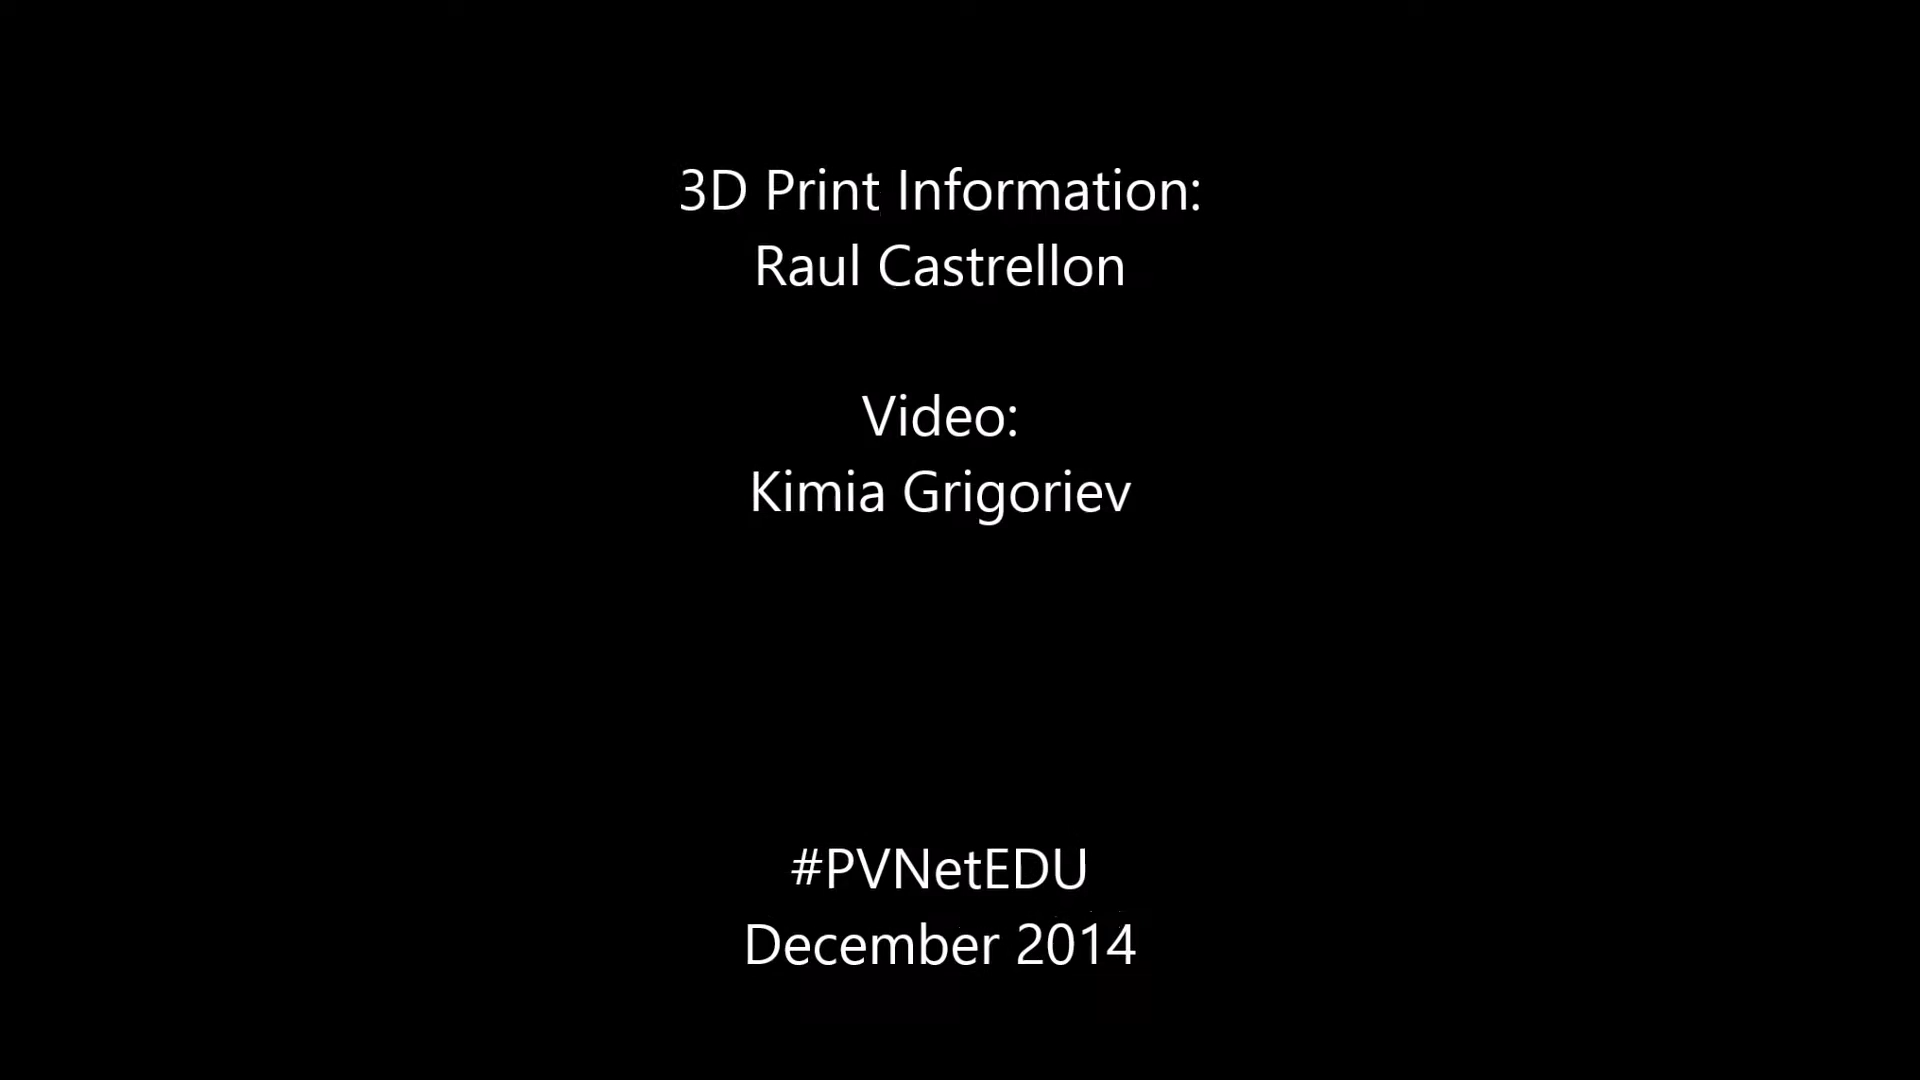 3D Print Information:
Raul Castrellon
Video:
Kimia Grigoriev
#PVNetEDU
December 2014